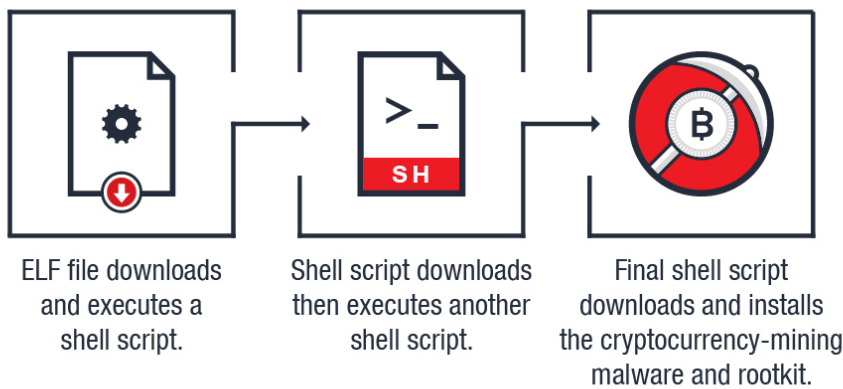 >_
SH
₿
ELF file downloads
and executes a
shell script.
Shell script downloads
then executes another
shell script.
Final shell script
downloads and installs
the cryptocurrency-mining
malware and rootkit.